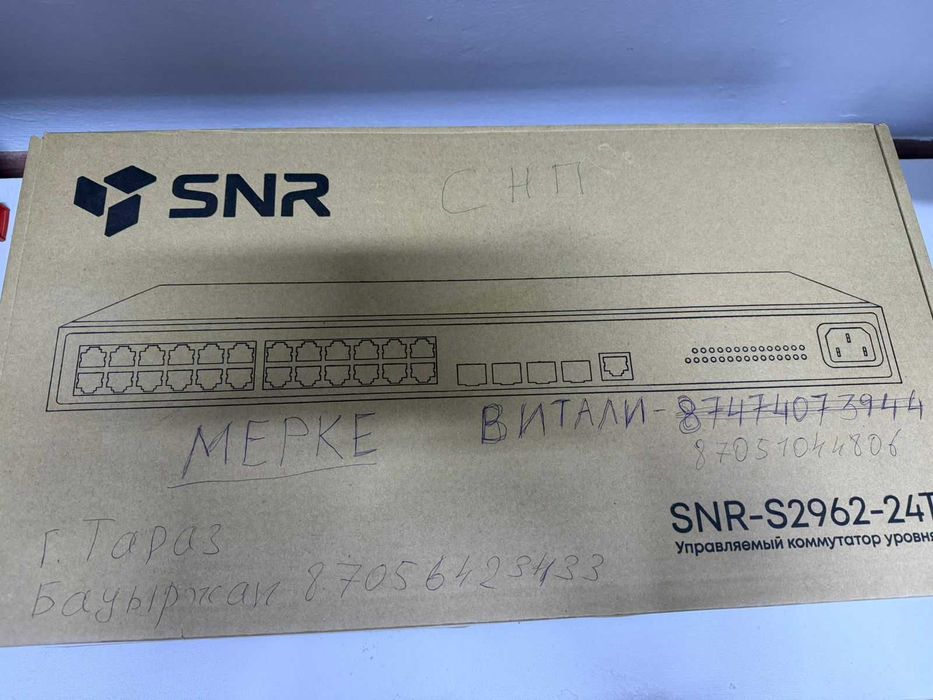 SNR
СНП
МЕРКЕ
ВИТАЛИ - 87474073944
87051044806
SNR-S2962-24T
Управляемый коммутатор уровня
г. Тараз
Бауыржан 87056423433